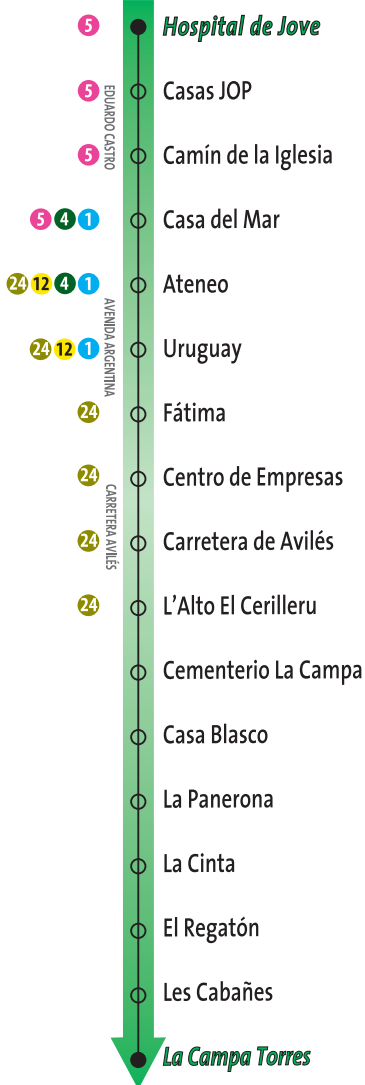 5 Hospital de Jove
5 Casas JOP
EDUARDO CASTRO
5 Camín de la Iglesia
5 4 1 Casa del Mar
24 12 4 1 Ateneo
AVENIDA ARGENTINA
24 12 1 Uruguay
24 Fátima
24 Centro de Empresas
CARRETERA AVILÉS
24 Carretera de Avilés
24 L’Alto El Cerilleru
Cementerio La Campa
Casa Blasco
La Panerona
La Cinta
El Regatón
Les Cabañes
La Campa Torres